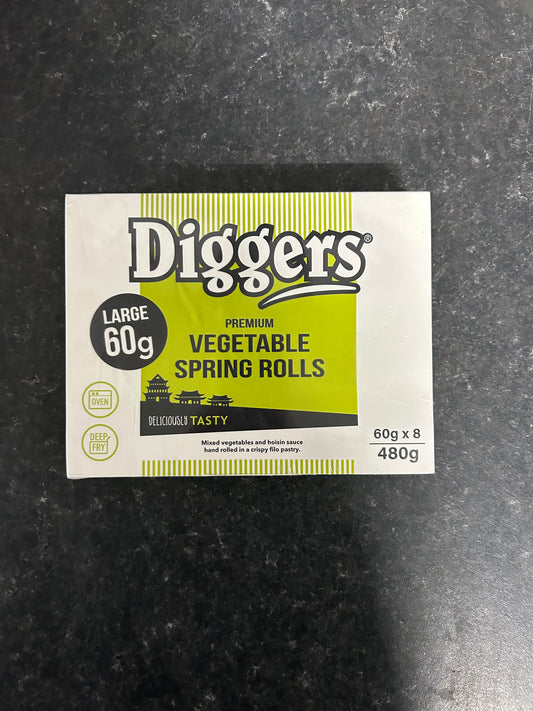 Diggers®
LARGE
60g
PREMIUM
VEGETABLE
SPRING ROLLS
OVEN
DEEP
FRY
DELICIOUSLY TASTY
Mixed vegetables and hoisin sauce
hand rolled in a crispy filo pastry.
60g x 8
480g